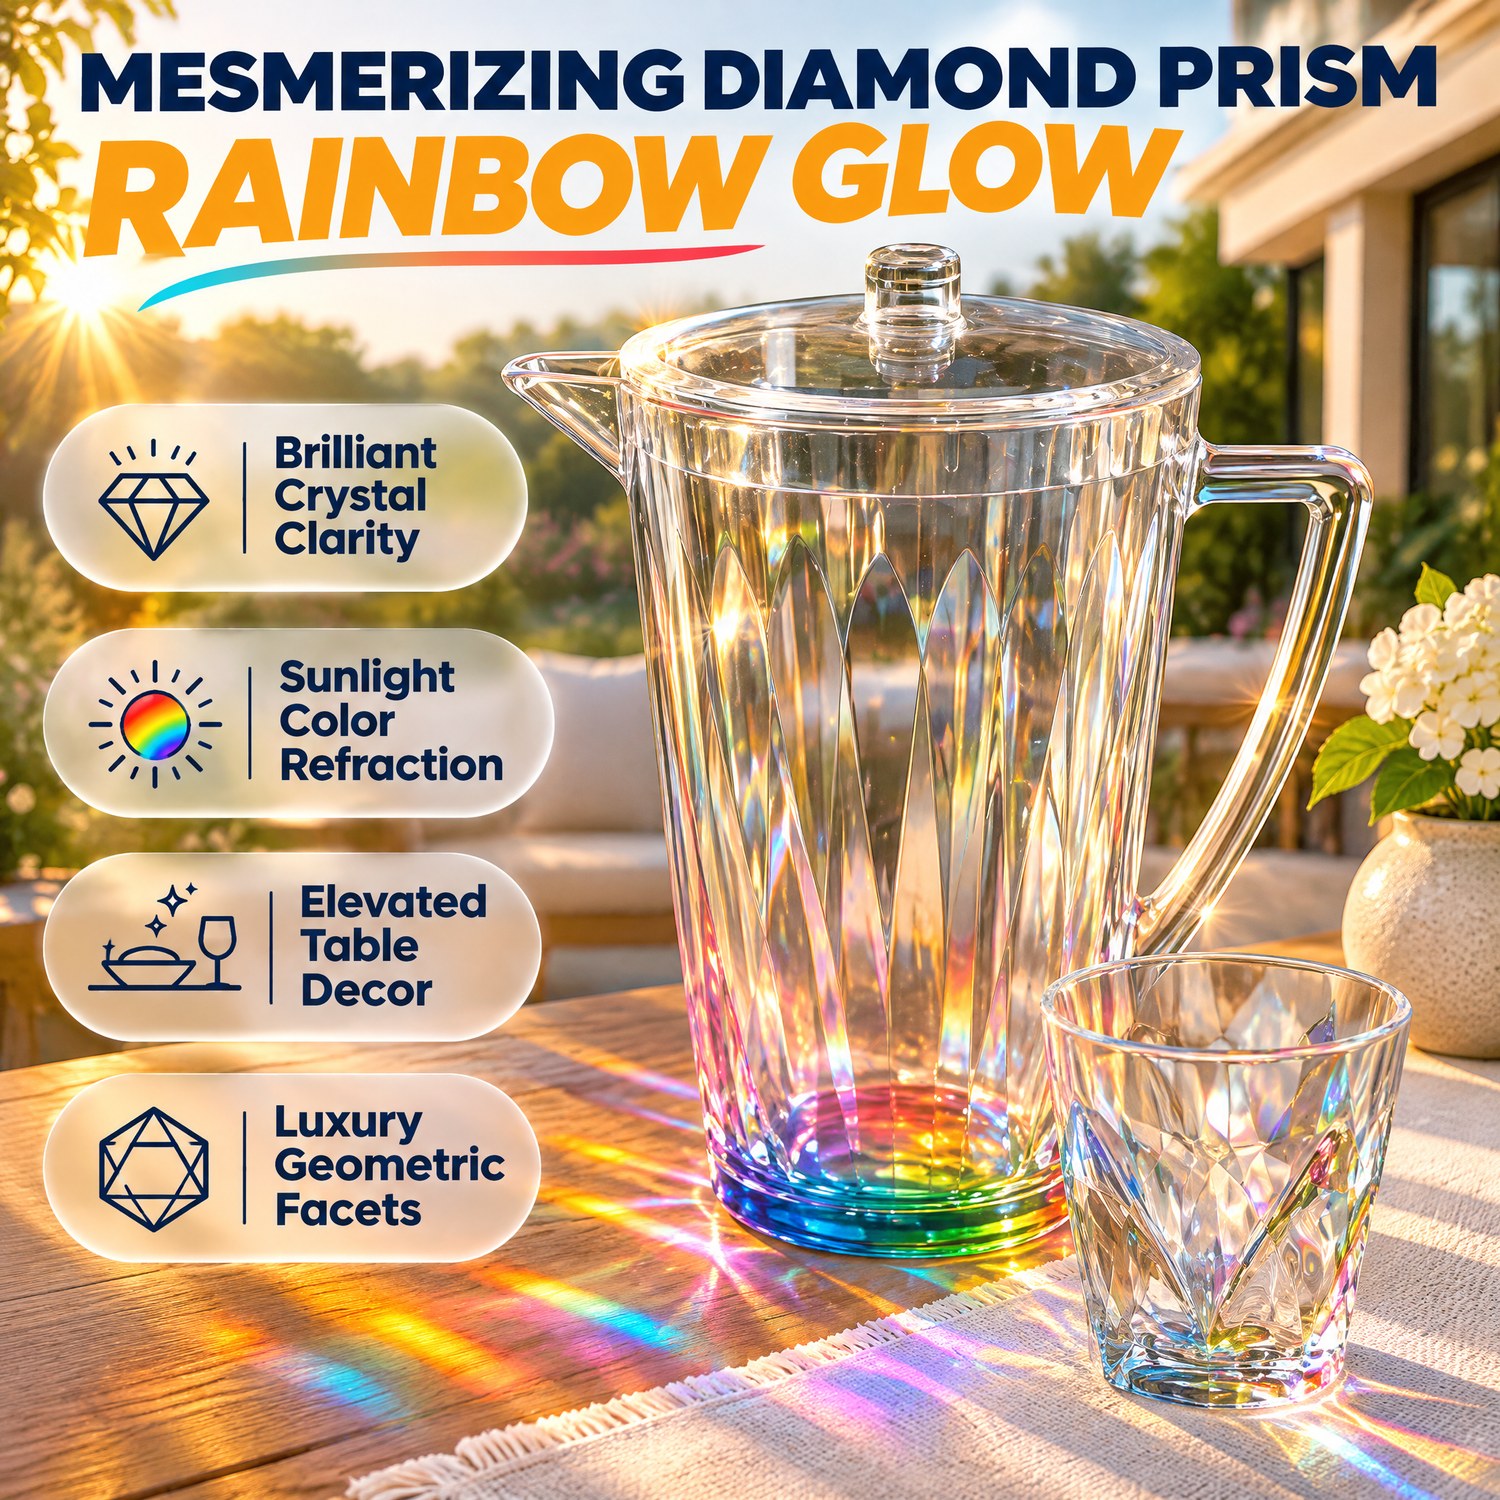 MESMERIZING DIAMOND PRISM
RAINBOW GLOW
Brilliant
Crystal
Clarity
Sunlight
Color
Refraction
Elevated
Table
Decor
Luxury
Geometric
Facets